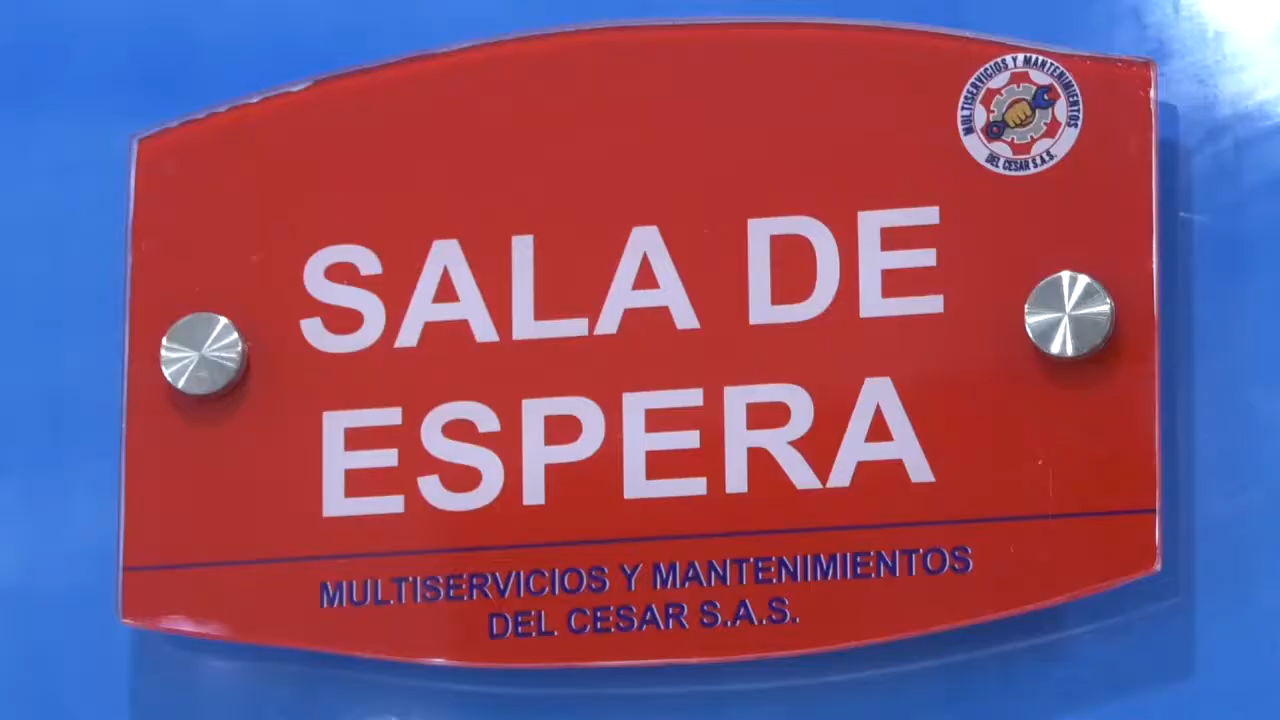 MULTISERVICIOS Y MANTENIMIENTOS
DEL CESAR S.A.S.
SALA DE
ESPERA
MULTISERVICIOS Y MANTENIMIENTOS
DEL CESAR S.A.S.